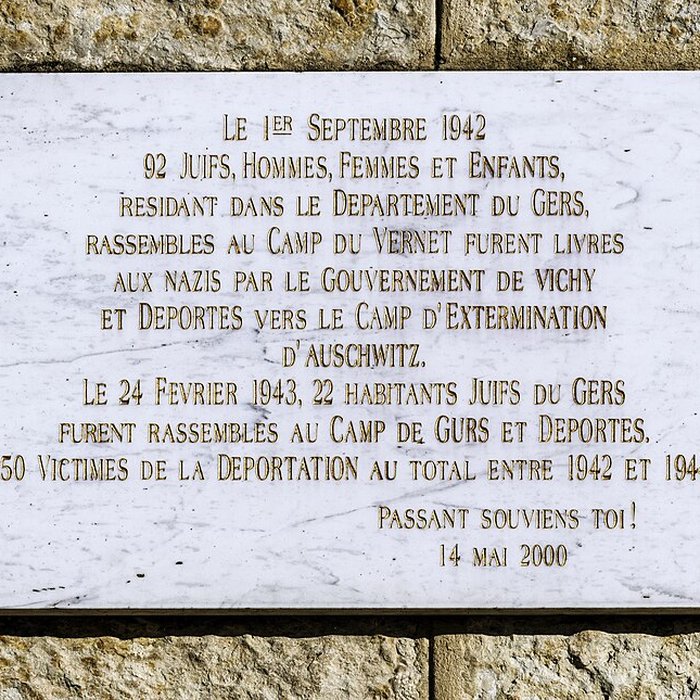 Le 1er Septembre 1942
92 Juifs, Hommes, Femmes et Enfants,
residant dans le Departement du Gers,
rassembles au Camp du Vernet furent livres
aux nazis par le Gouvernement de Vichy
et Deportes vers le Camp d'Extermination
d'Auschwitz.
Le 24 Fevrier 1943, 22 habitants Juifs du Gers
furent rassembles au Camp de Gurs et Deportes.
Victimes de la Deportation au total entre 1942 et
Passant souviens toi!
14 mai 2000